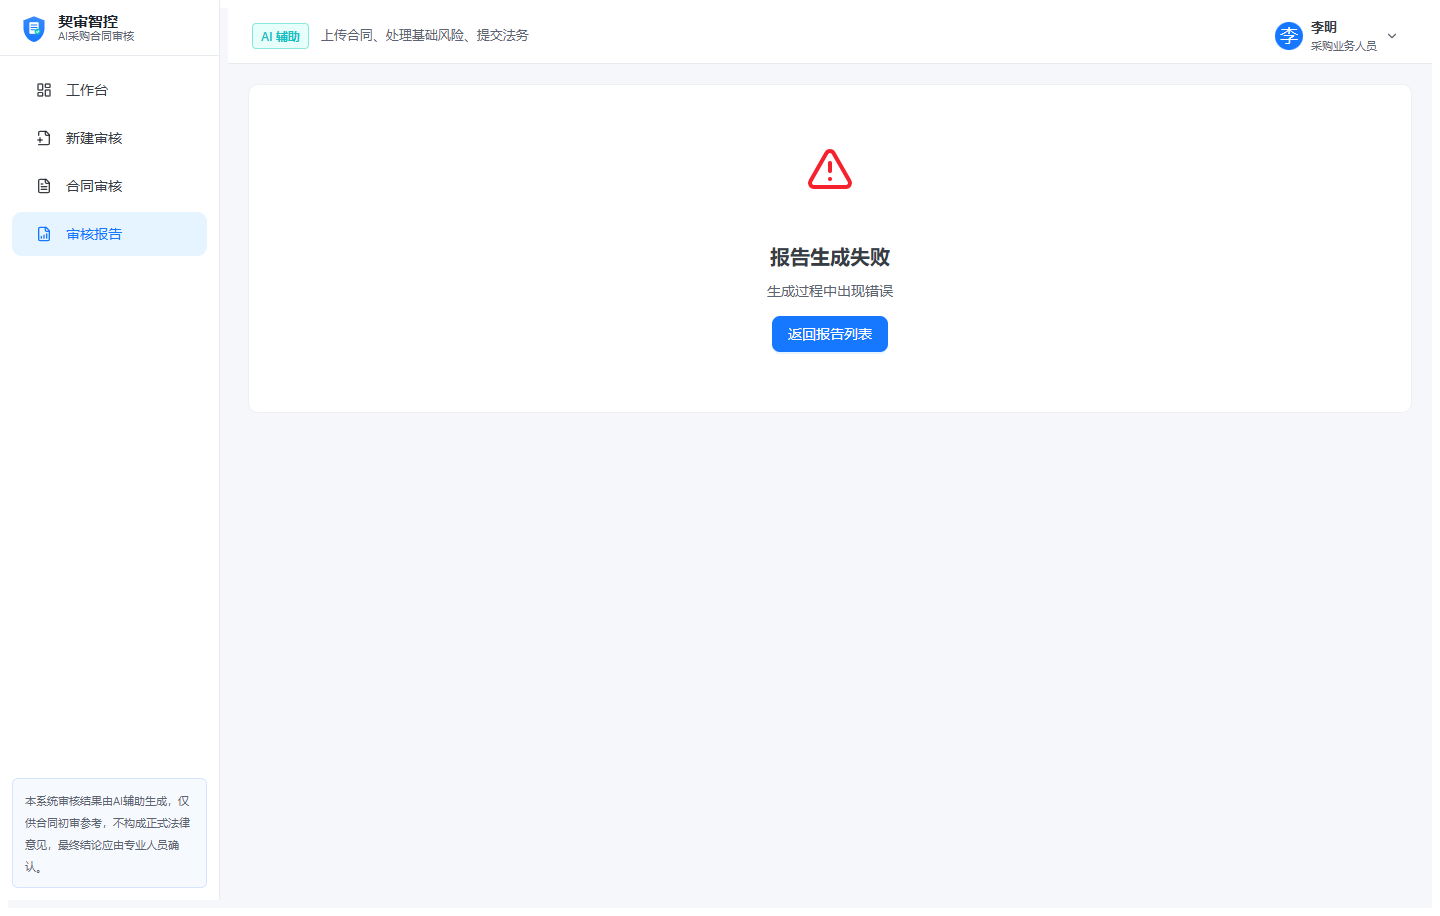 契审智控
AI采购合同审核
工作台
新建审核
合同审核
审核报告
本系统审核结果由AI辅助生成，仅
供合同初审参考，不构成正式法律
意见，最终结论应由专业人员确
认。
AI 辅助
上传合同、处理基础风险、提交法务
李
李明
采购业务人员
报告生成失败
生成过程中出现错误
返回报告列表